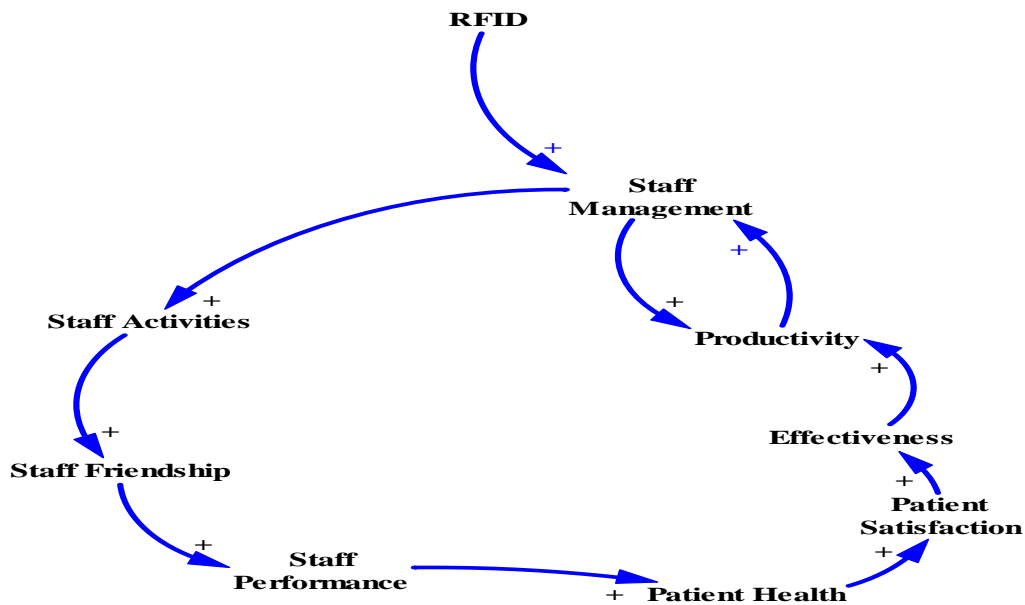 RFID
+
Staff
Management
+
+
+
Staff Activities
Productivity
+
+
Effectiveness
Staff Friendship
+
Patient
Satisfaction
+
+
Staff
Performance
+
Patient Health